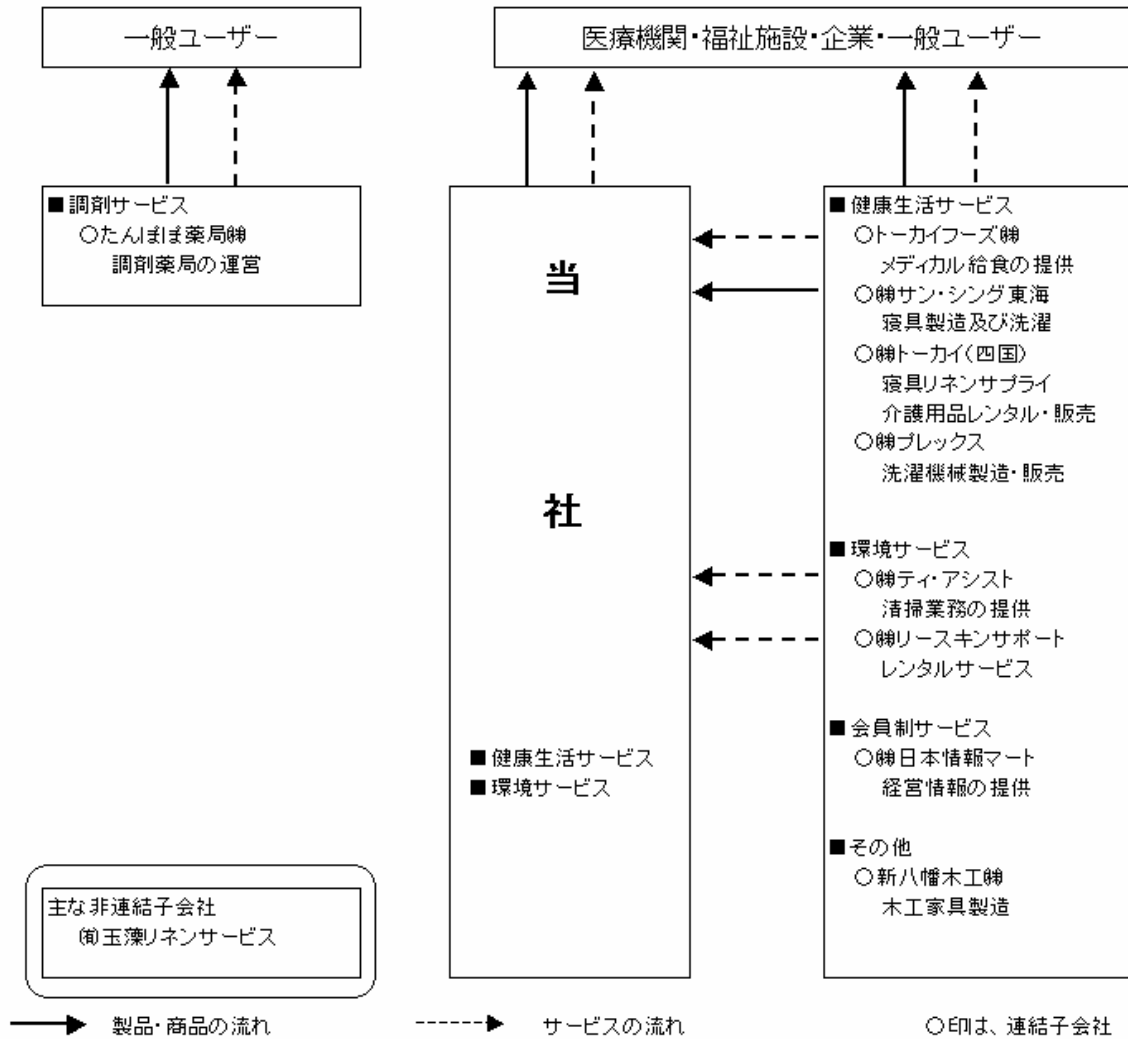 一般ユーザー
医療機関・福祉施設・企業・一般ユーザー
■調剤サービス
○たんぽぽ薬局㈱
調剤薬局の運営
当
社
■健康生活サービス
■環境サービス
■健康生活サービス
○トーカイフーズ㈱
メディカル給食の提供
○㈱サン・シング東海
寝具製造及び洗濯
○㈱トーカイ(四国)
寝具リネンサプライ
介護用品レンタル・販売
○㈱プレックス
洗濯機械製造・販売
■環境サービス
○㈱ティ・アシスト
清掃業務の提供
○㈱リースキンサポート
レンタルサービス
■会員制サービス
○㈱日本情報マート
経営情報の提供
■その他
○新八幡木工㈱
木工家具製造
主な非連結子会社
㈲玉藻リネンサービス
製品・商品の流れ
サービスの流れ
○印は、連結子会社